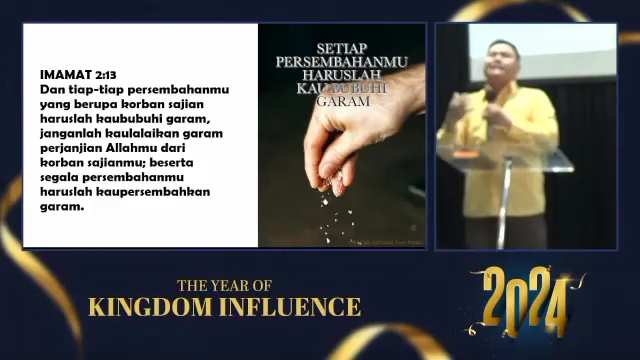 IMAMAT 2:13
Dan tiap-tiap persembahanmu
yang berupa korban sajian
haruslah kaububuhi garam,
janganlah kaulalaikan garam
perjanjian Allahmu dari
korban sajianmu; beserta
segala persembahanmu
haruslah kaupersembahkan
garam.
SETIAP
PERSEMBAHANMU
HARUSLAH
KAUBUBUHI
GARAM
THE YEAR OF
KINGDOM INFLUENCE
2024